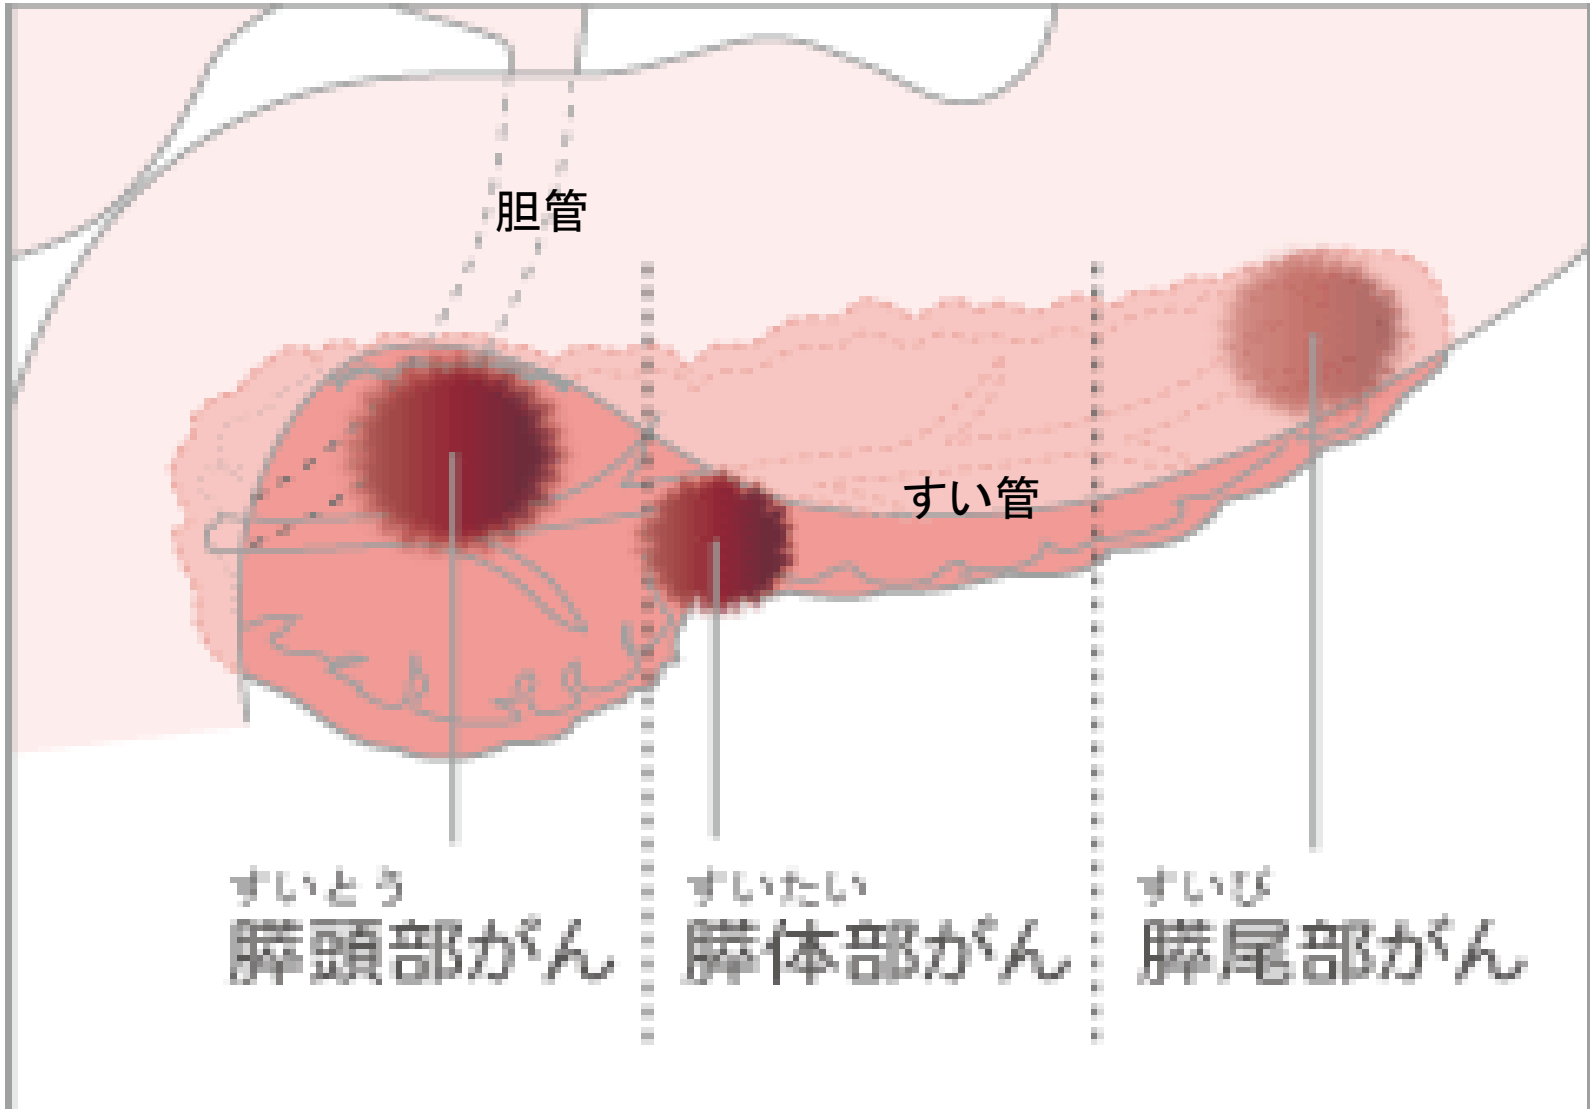 胆管
すい管
すいとう
膵頭部がん
すいたい
膵体部がん
すいび
膵尾部がん